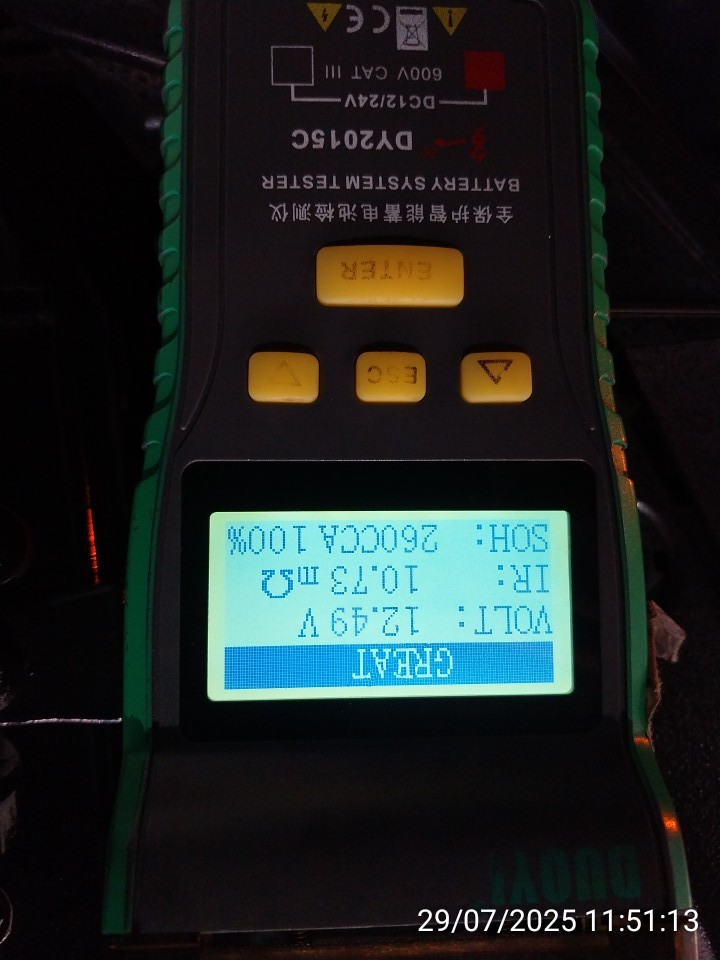 DUOYI
GREAT
VOLT: 12.49 V
IR: 10.73 mΩ
SOH: 260CCA 100%
ESC
ENTER
全保护智能蓄电池检测仪
BATTERY SYSTEM TESTER
DY2015C
DC12/24V
600V CAT III
CE
29/07/2025 11:51:13